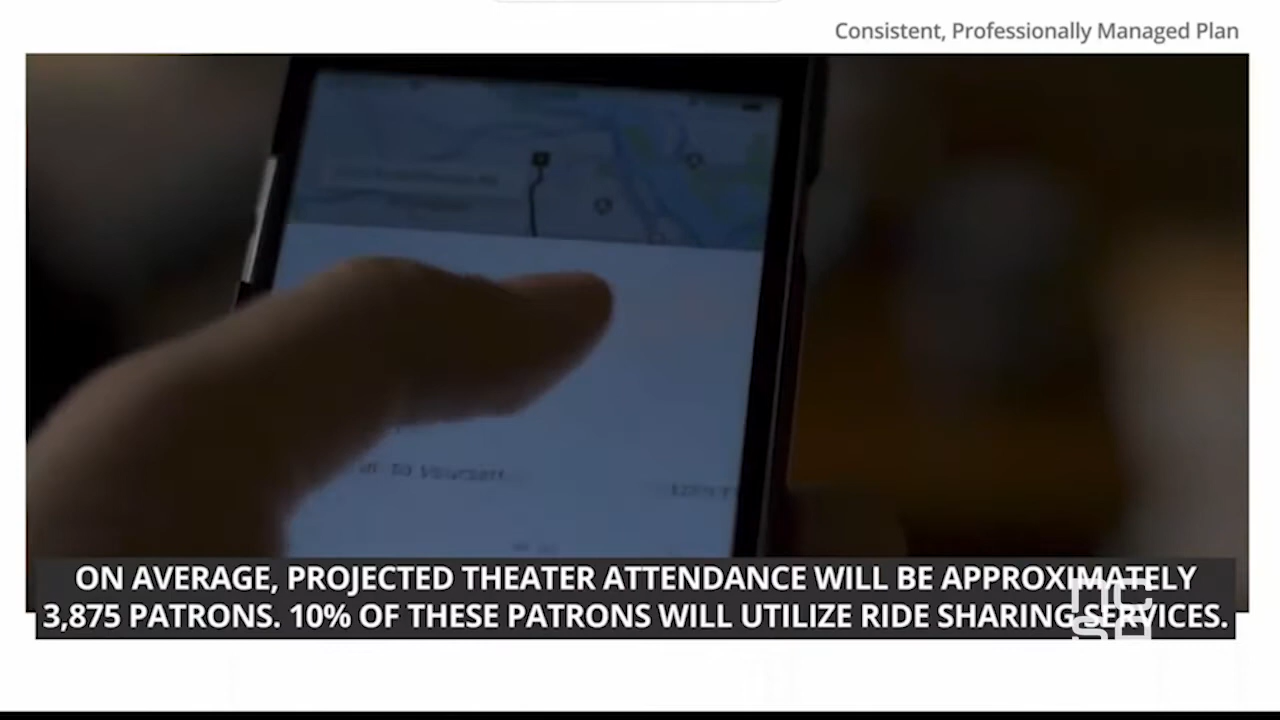 Consistent, Professionally Managed Plan
ON AVERAGE, PROJECTED THEATER ATTENDANCE WILL BE APPROXIMATELY
3,875 PATRONS. 10% OF THESE PATRONS WILL UTILIZE RIDE SHARING SERVICES.